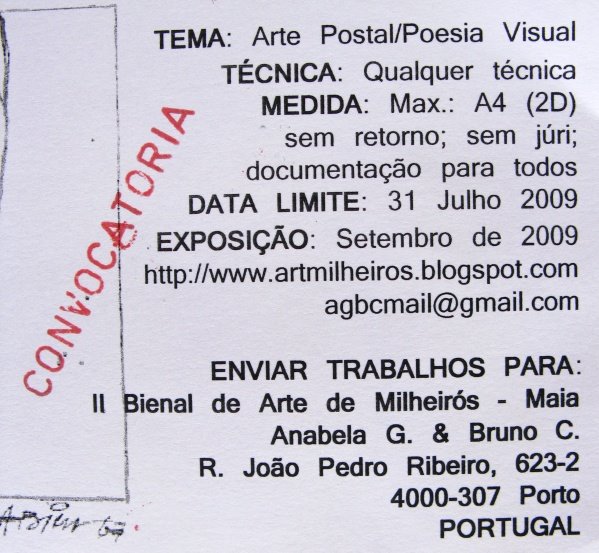 TEMA: Arte Postal/Poesia Visual
TÉCNICA: Qualquer técnica
MEDIDA: Max.: A4 (2D)
sem retorno; sem júri;
documentação para todos
DATA LIMITE: 31 Julho 2009
EXPOSIÇÃO: Setembro de 2009
http://www.artmilheiros.blogspot.com
agbcmail@gmail.com
CONVOCATORIA
ENVIAR TRABALHOS PARA:
II Bienal de Arte de Milheirós - Maia
Anabela G. & Bruno C.
R. João Pedro Ribeiro, 623-2
4000-307 Porto
PORTUGAL